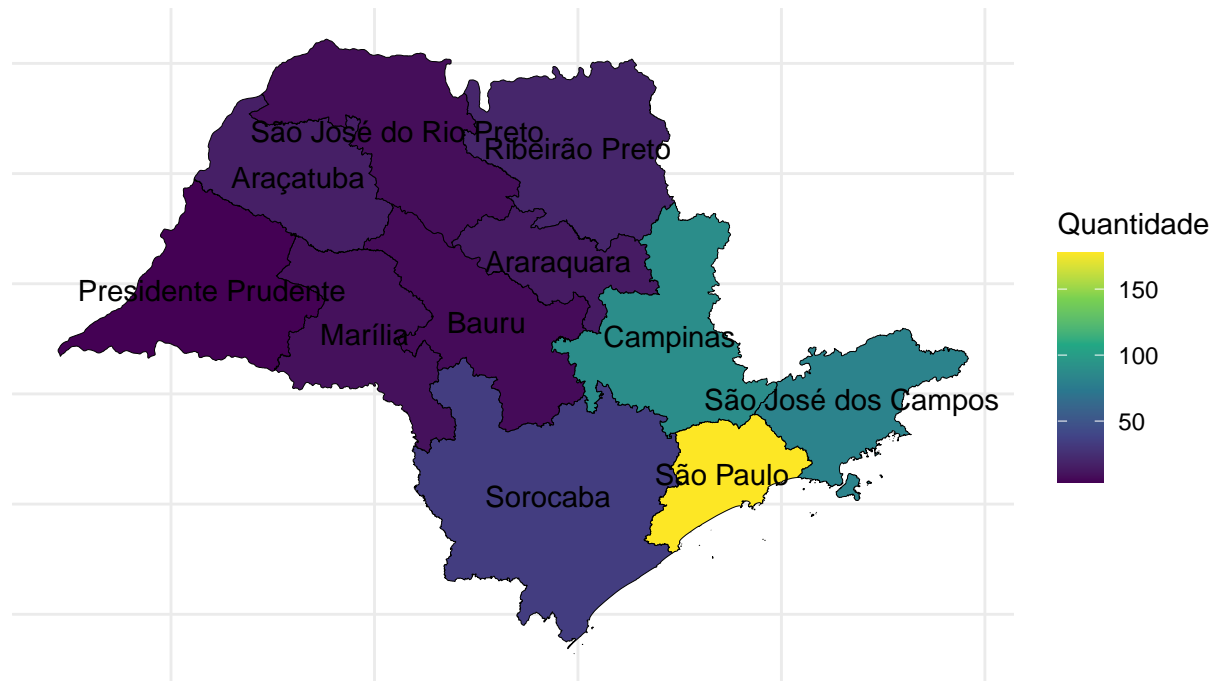 São José do Rio Preto
Ribeirão Preto
Araçatuba
Araraquara
Presidente Prudente
Bauru
Marília
Campinas
São José dos Campos
São Paulo
Sorocaba
Quantidade
150
100
50